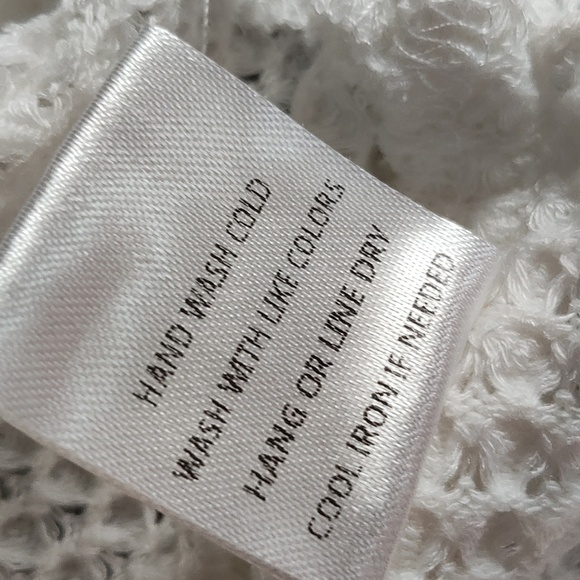 HAND WASH COLD
WASH WITH LIKE COLORS
HANG OR LINE DRY
COOL IRON IF NEEDED